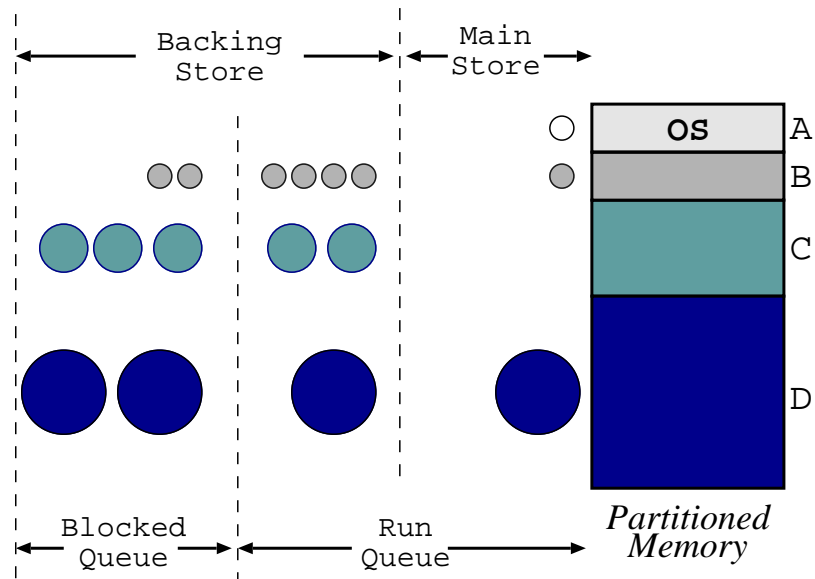 Backing
Store
Main
Store
OS
A
B
C
D
Blocked
Queue
Run
Queue
Partitioned
Memory